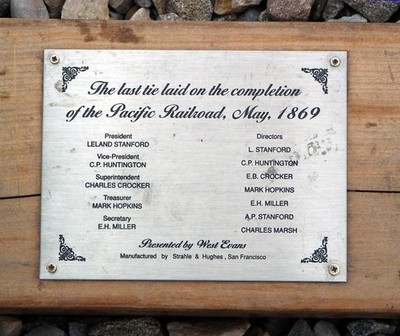 The last tie laid on the completion
of the Pacific Railroad, May, 1869
President
LELAND STANFORD
Vice-President
C.P. HUNTINGTON
Superintendent
CHARLES CROCKER
Treasurer
MARK HOPKINS
Secretary
E.H. MILLER
Directors
L. STANFORD
C.P. HUNTINGTON
E.B. CROCKER
MARK HOPKINS
E.H. MILLER
A.P. STANFORD
CHARLES MARSH
Presented by West Evans
Manufactured by Strahle & Hughes, San Francisco